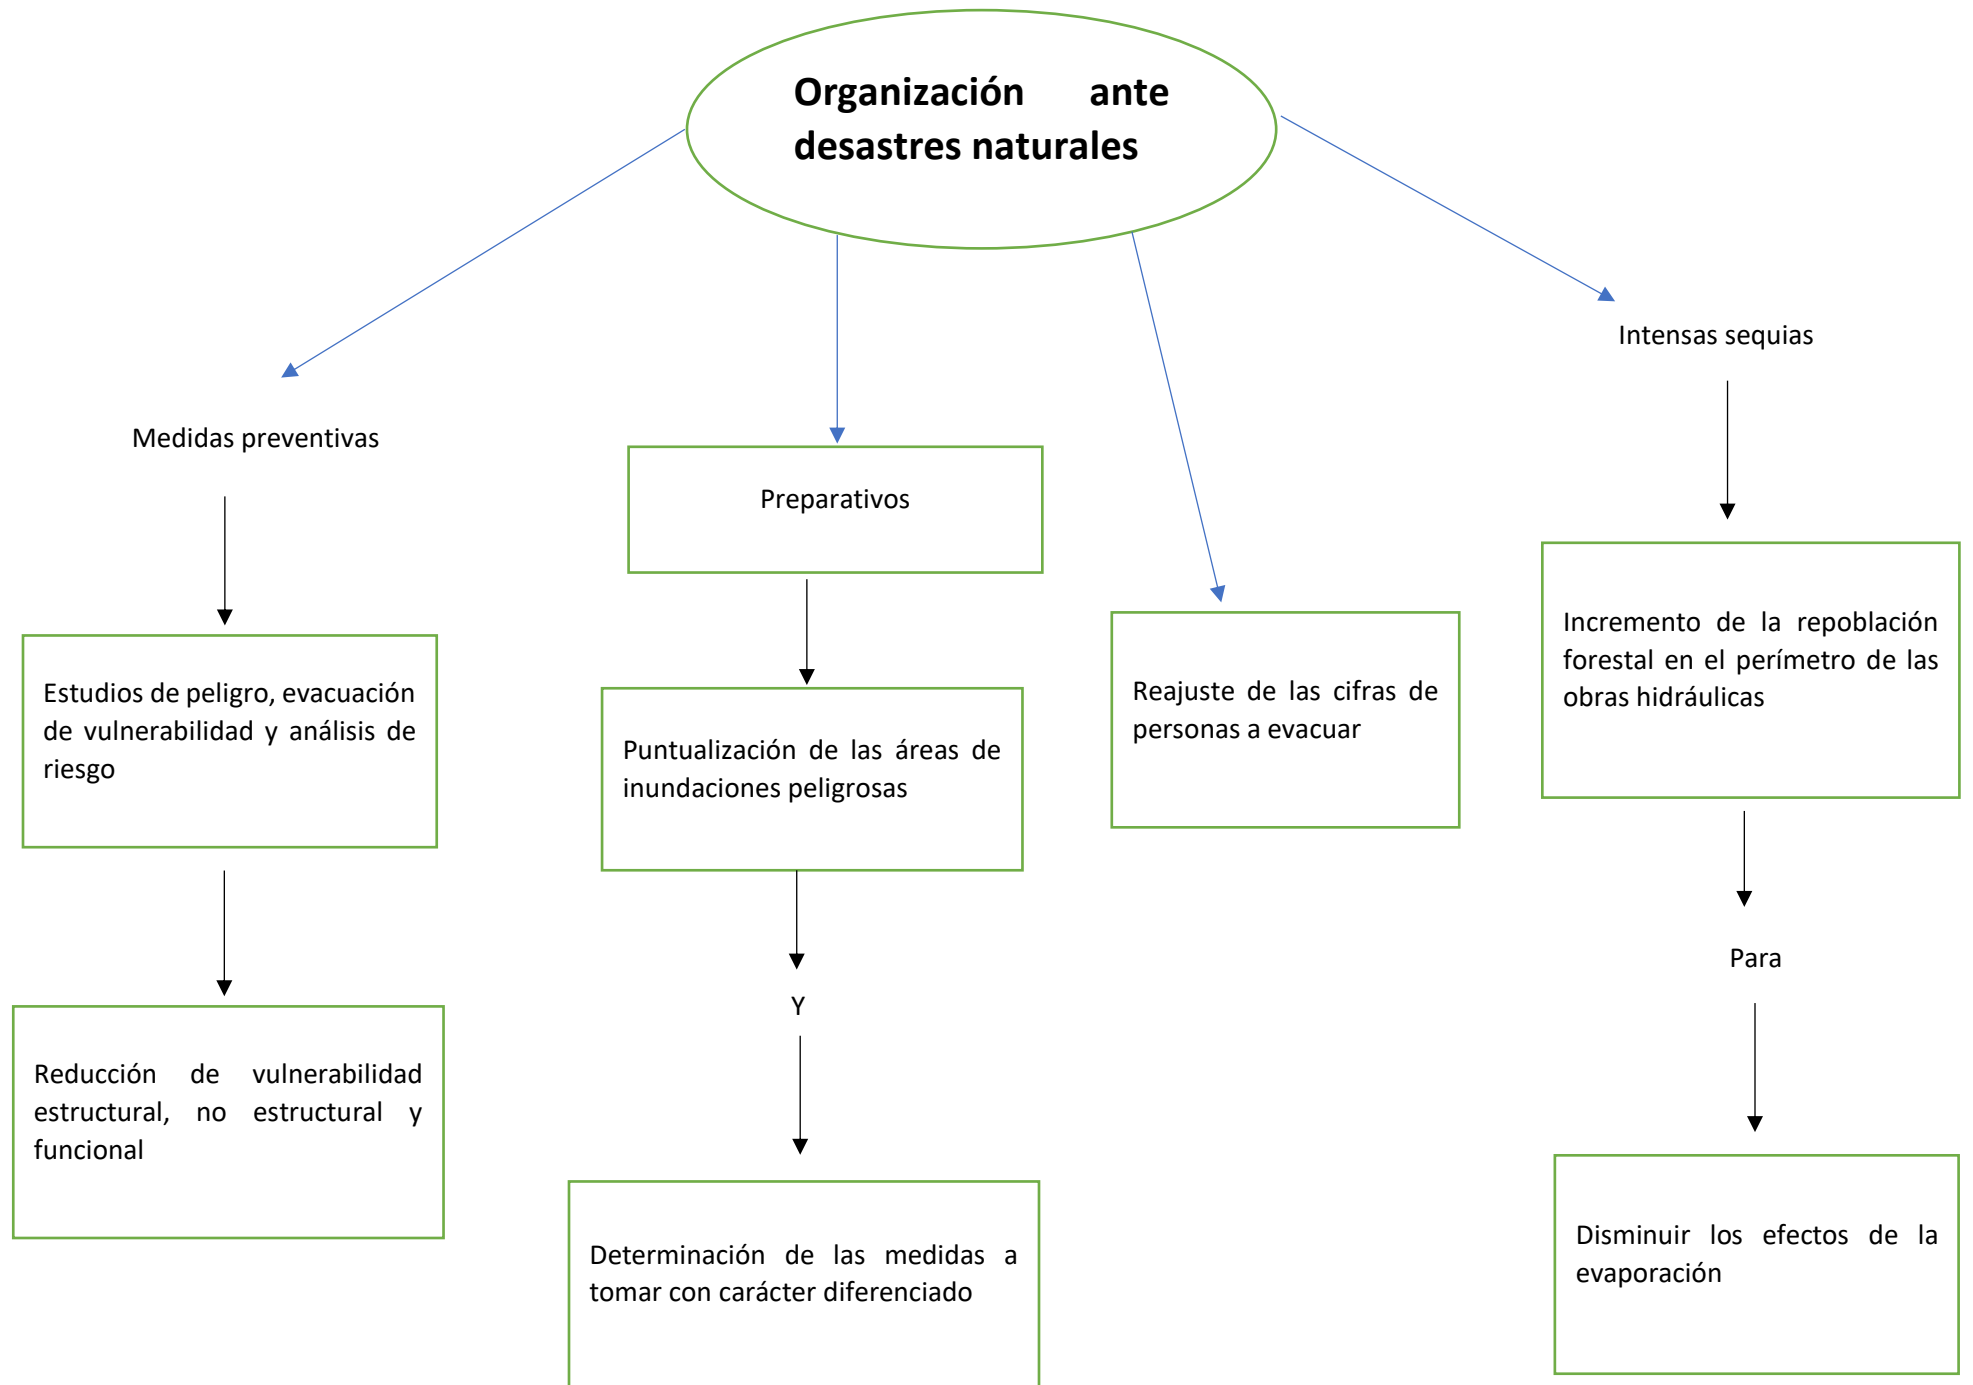 Organización ante
desastres naturales
Intensas sequias
Medidas preventivas
Preparativos
Incremento de la repoblación
forestal en el perímetro de las
obras hidráulicas
Estudios de peligro, evacuación
de vulnerabilidad y análisis de
riesgo
Reajuste de las cifras de
personas a evacuar
Puntualización de las áreas de
inundaciones peligrosas
Para
Y
Reducción de vulnerabilidad
estructural, no estructural y
funcional
Disminuir los efectos de la
evaporación
Determinación de las medidas a
tomar con carácter diferenciado